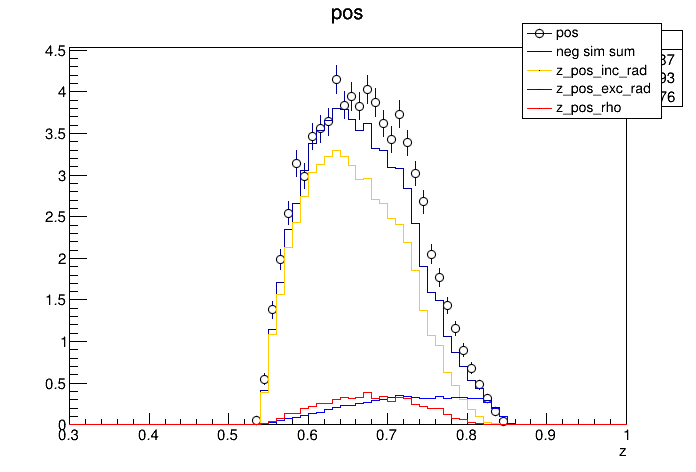 pos
pos
neg sim sum
z_pos_inc_rad
z_pos_exc_rad
z_pos_rho
37
93
76
4.5
4
3.5
3
2.5
2
1.5
1
0.5
0
0.3 0.4 0.5 0.6 0.7 0.8 0.9 1
z